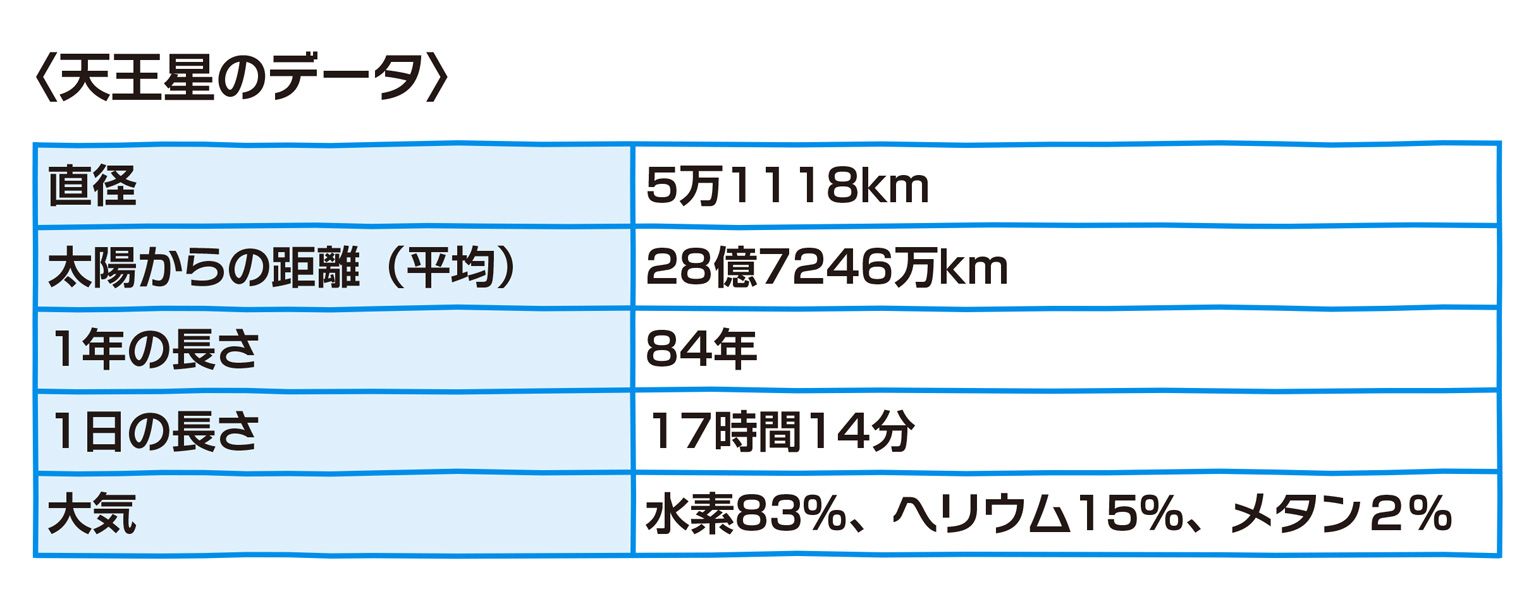 〈天王星のデータ〉
直径 5万1118km
太陽からの距離（平均） 28億7246万km
1年の長さ 84年
1日の長さ 17時間14分
大気 水素83%、ヘリウム15%、メタン２%